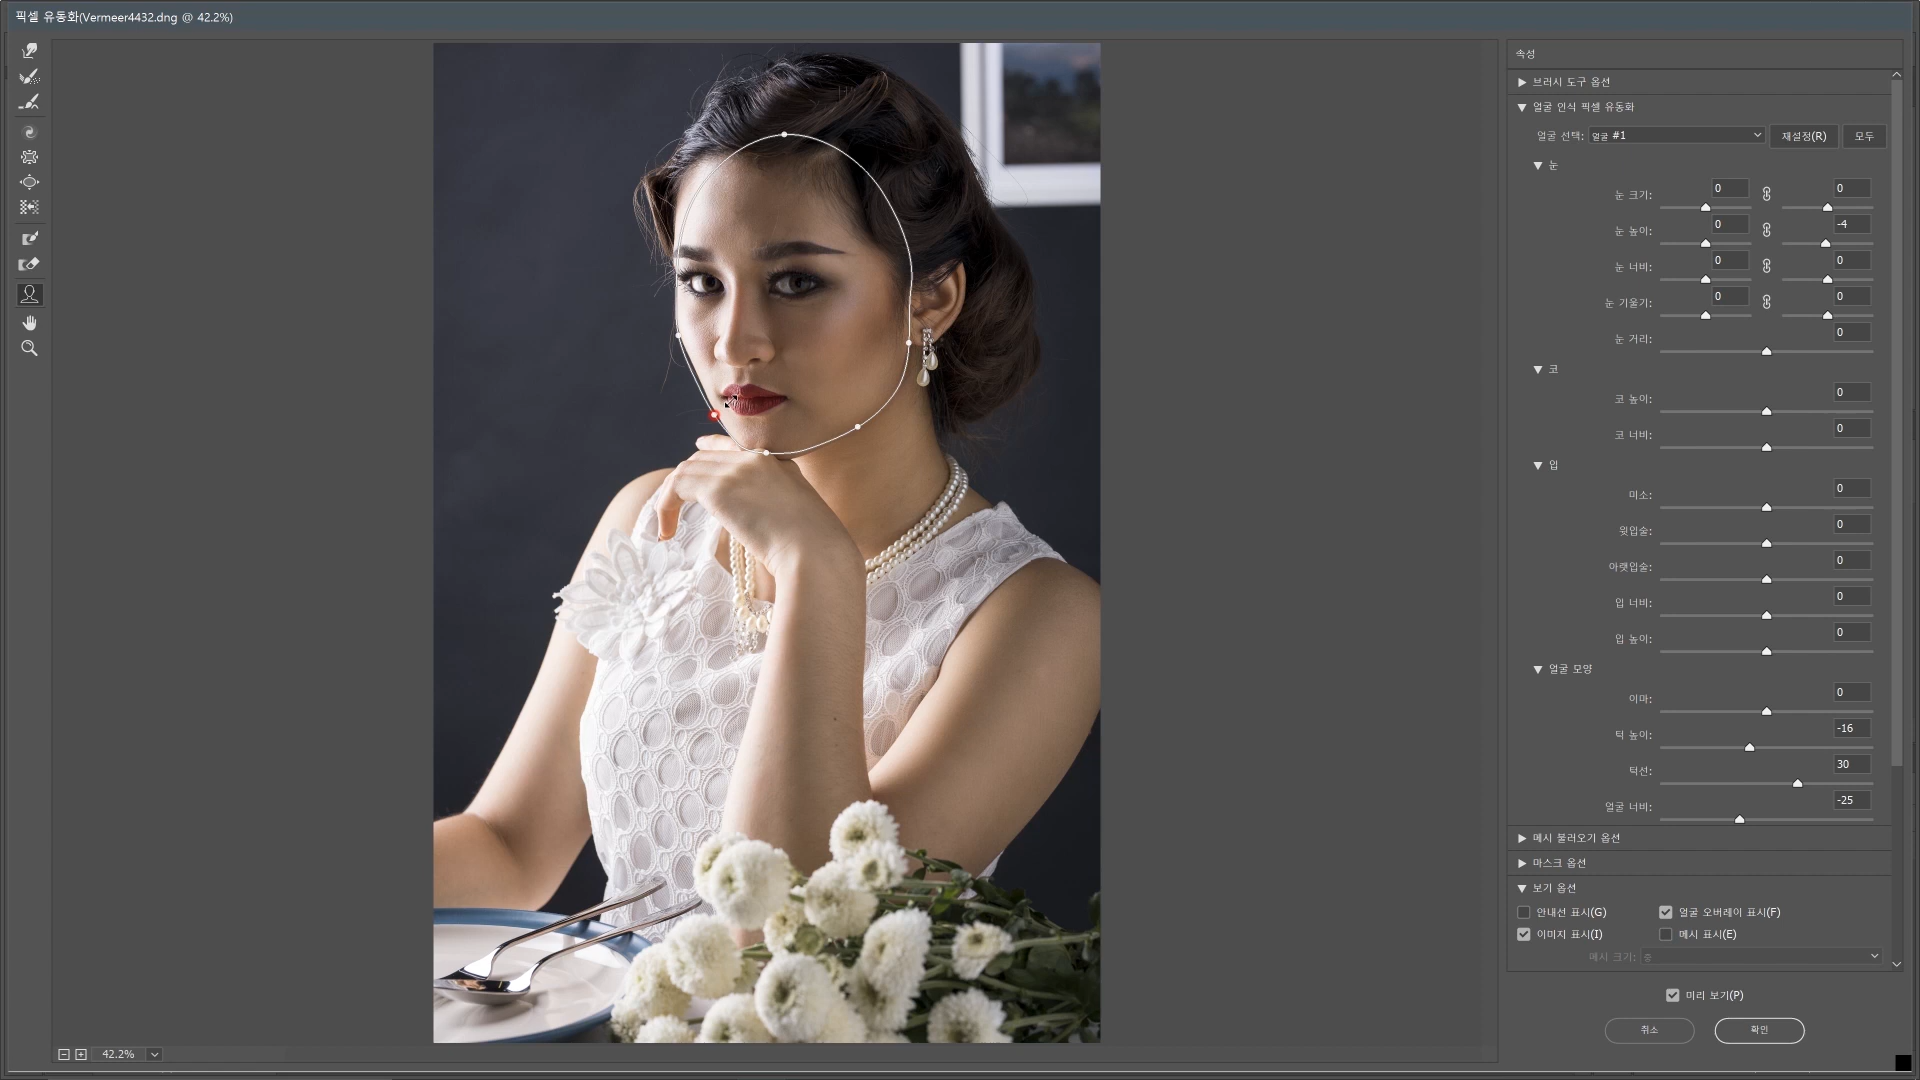 픽셀 유동화(Vermeer4432.dng @ 42.2%)
속성
브러시 도구 옵션
얼굴 인식 픽셀 유동화
얼굴 선택: 얼굴 #1 재설정(R) 모두
눈
눈 크기: 0 0
눈 높이: 0 -4
눈 너비: 0 0
눈 기울기: 0 0
눈 거리: 0
코
코 높이: 0
코 너비: 0
입
미소: 0
윗입술: 0
아랫입술: 0
입 너비: 0
입 높이: 0
얼굴 모양
이마: 0
턱 높이: -16
턱선: 30
얼굴 너비: -25
메시 불러오기 옵션
마스크 옵션
보기 옵션
안내선 표시(G) 얼굴 오버레이 표시(F)
이미지 표시(I) 메시 표시(E)
메시 크기: 중
미리 보기(P)
취소 확인
42.2%